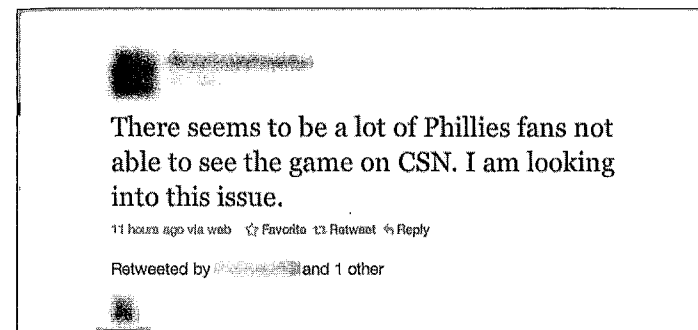 There seems to be a lot of Phillies fans not
able to see the game on CSN. I am looking
into this issue.
11 hours ago via web Favorite Retweet Reply
Retweeted by and 1 other